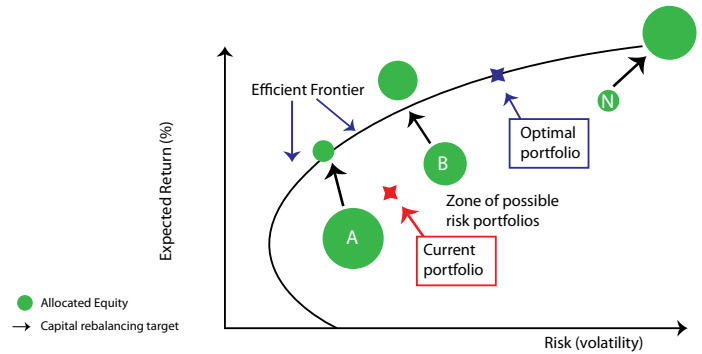 Efficient Frontier
N
Optimal
portfolio
B
Zone of possible
risk portfolios
A
Current
portfolio
Expected Return (%)
Allocated Equity
Capital rebalancing target
Risk (volatility)